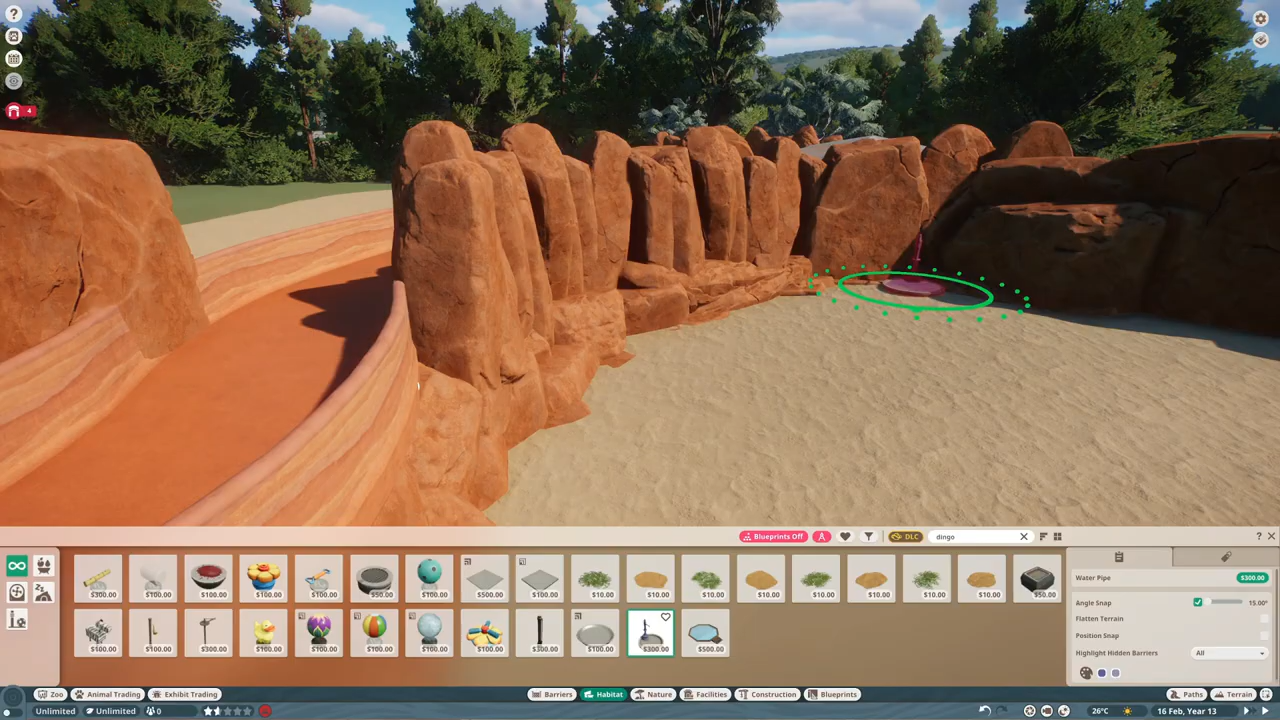 ?
4
Blueprints Off
DLC
dingo
?
$300.00 $100.00 $100.00 $100.00 $100.00 $50.00 $100.00 $500.00 $100.00 $10.00 $10.00 $10.00 $10.00 $10.00 $10.00 $10.00 $10.00 $50.00
$100.00 $100.00 $300.00 $100.00 $100.00 $100.00 $100.00 $100.00 $300.00 $100.00 $300.00 $500.00
Water Pipe $300.00
Angle Snap 15.00°
Flatten Terrain
Position Snap
Highlight Hidden Barriers All
Zoo Animal Trading Exhibit Trading Barriers Habitat Nature Facilities Construction Blueprints Paths Terrain
Unlimited Unlimited 0 26°C 16 Feb, Year 13